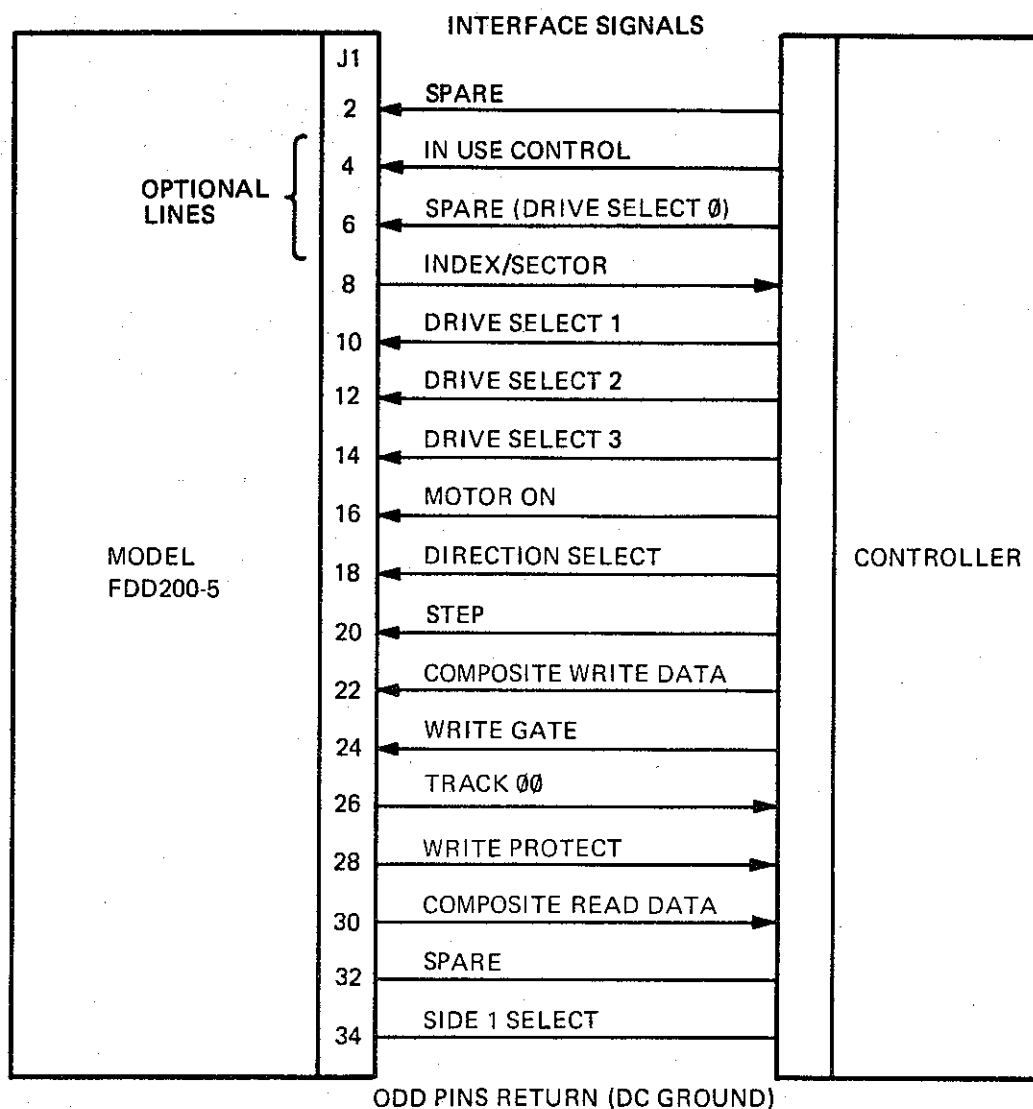 INTERFACE SIGNALS
J1
2 SPARE
4 IN USE CONTROL
OPTIONAL
LINES
6 SPARE (DRIVE SELECT 0)
8 INDEX/SECTOR
10 DRIVE SELECT 1
12 DRIVE SELECT 2
14 DRIVE SELECT 3
16 MOTOR ON
MODEL
FDD200-5
18 DIRECTION SELECT
CONTROLLER
20 STEP
22 COMPOSITE WRITE DATA
24 WRITE GATE
26 TRACK 00
28 WRITE PROTECT
30 COMPOSITE READ DATA
32 SPARE
34 SIDE 1 SELECT
ODD PINS RETURN (DC GROUND)